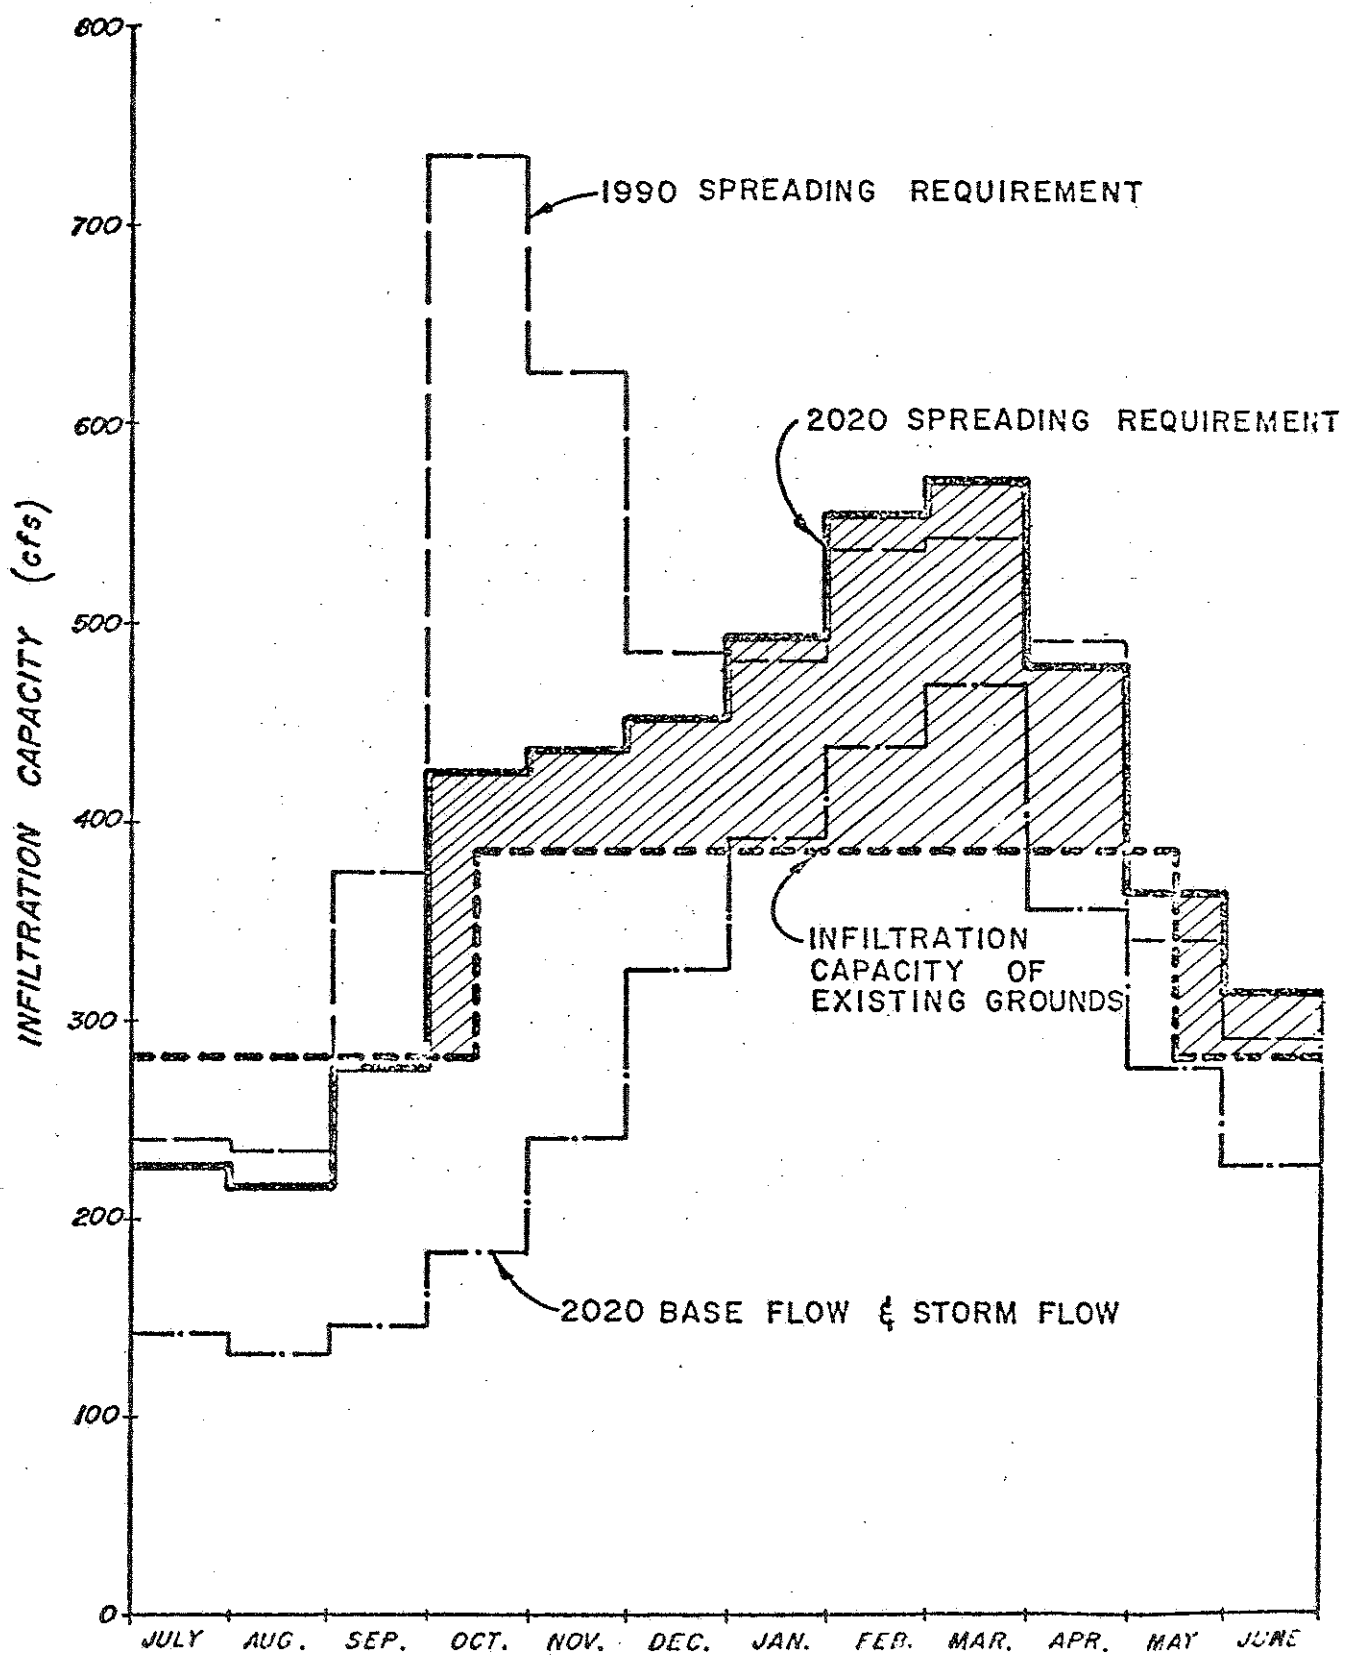 800
1990 SPREADING REQUIREMENT
700
600
2020 SPREADING REQUIREMENT
500
INFILTRATION CAPACITY (cfs)
400
INFILTRATION
CAPACITY OF
EXISTING GROUNDS
300
200
2020 BASE FLOW & STORM FLOW
100
0
JULY AUG. SEP. OCT. NOV. DEC. JAN. FEB. MAR. APR. MAY JUNE